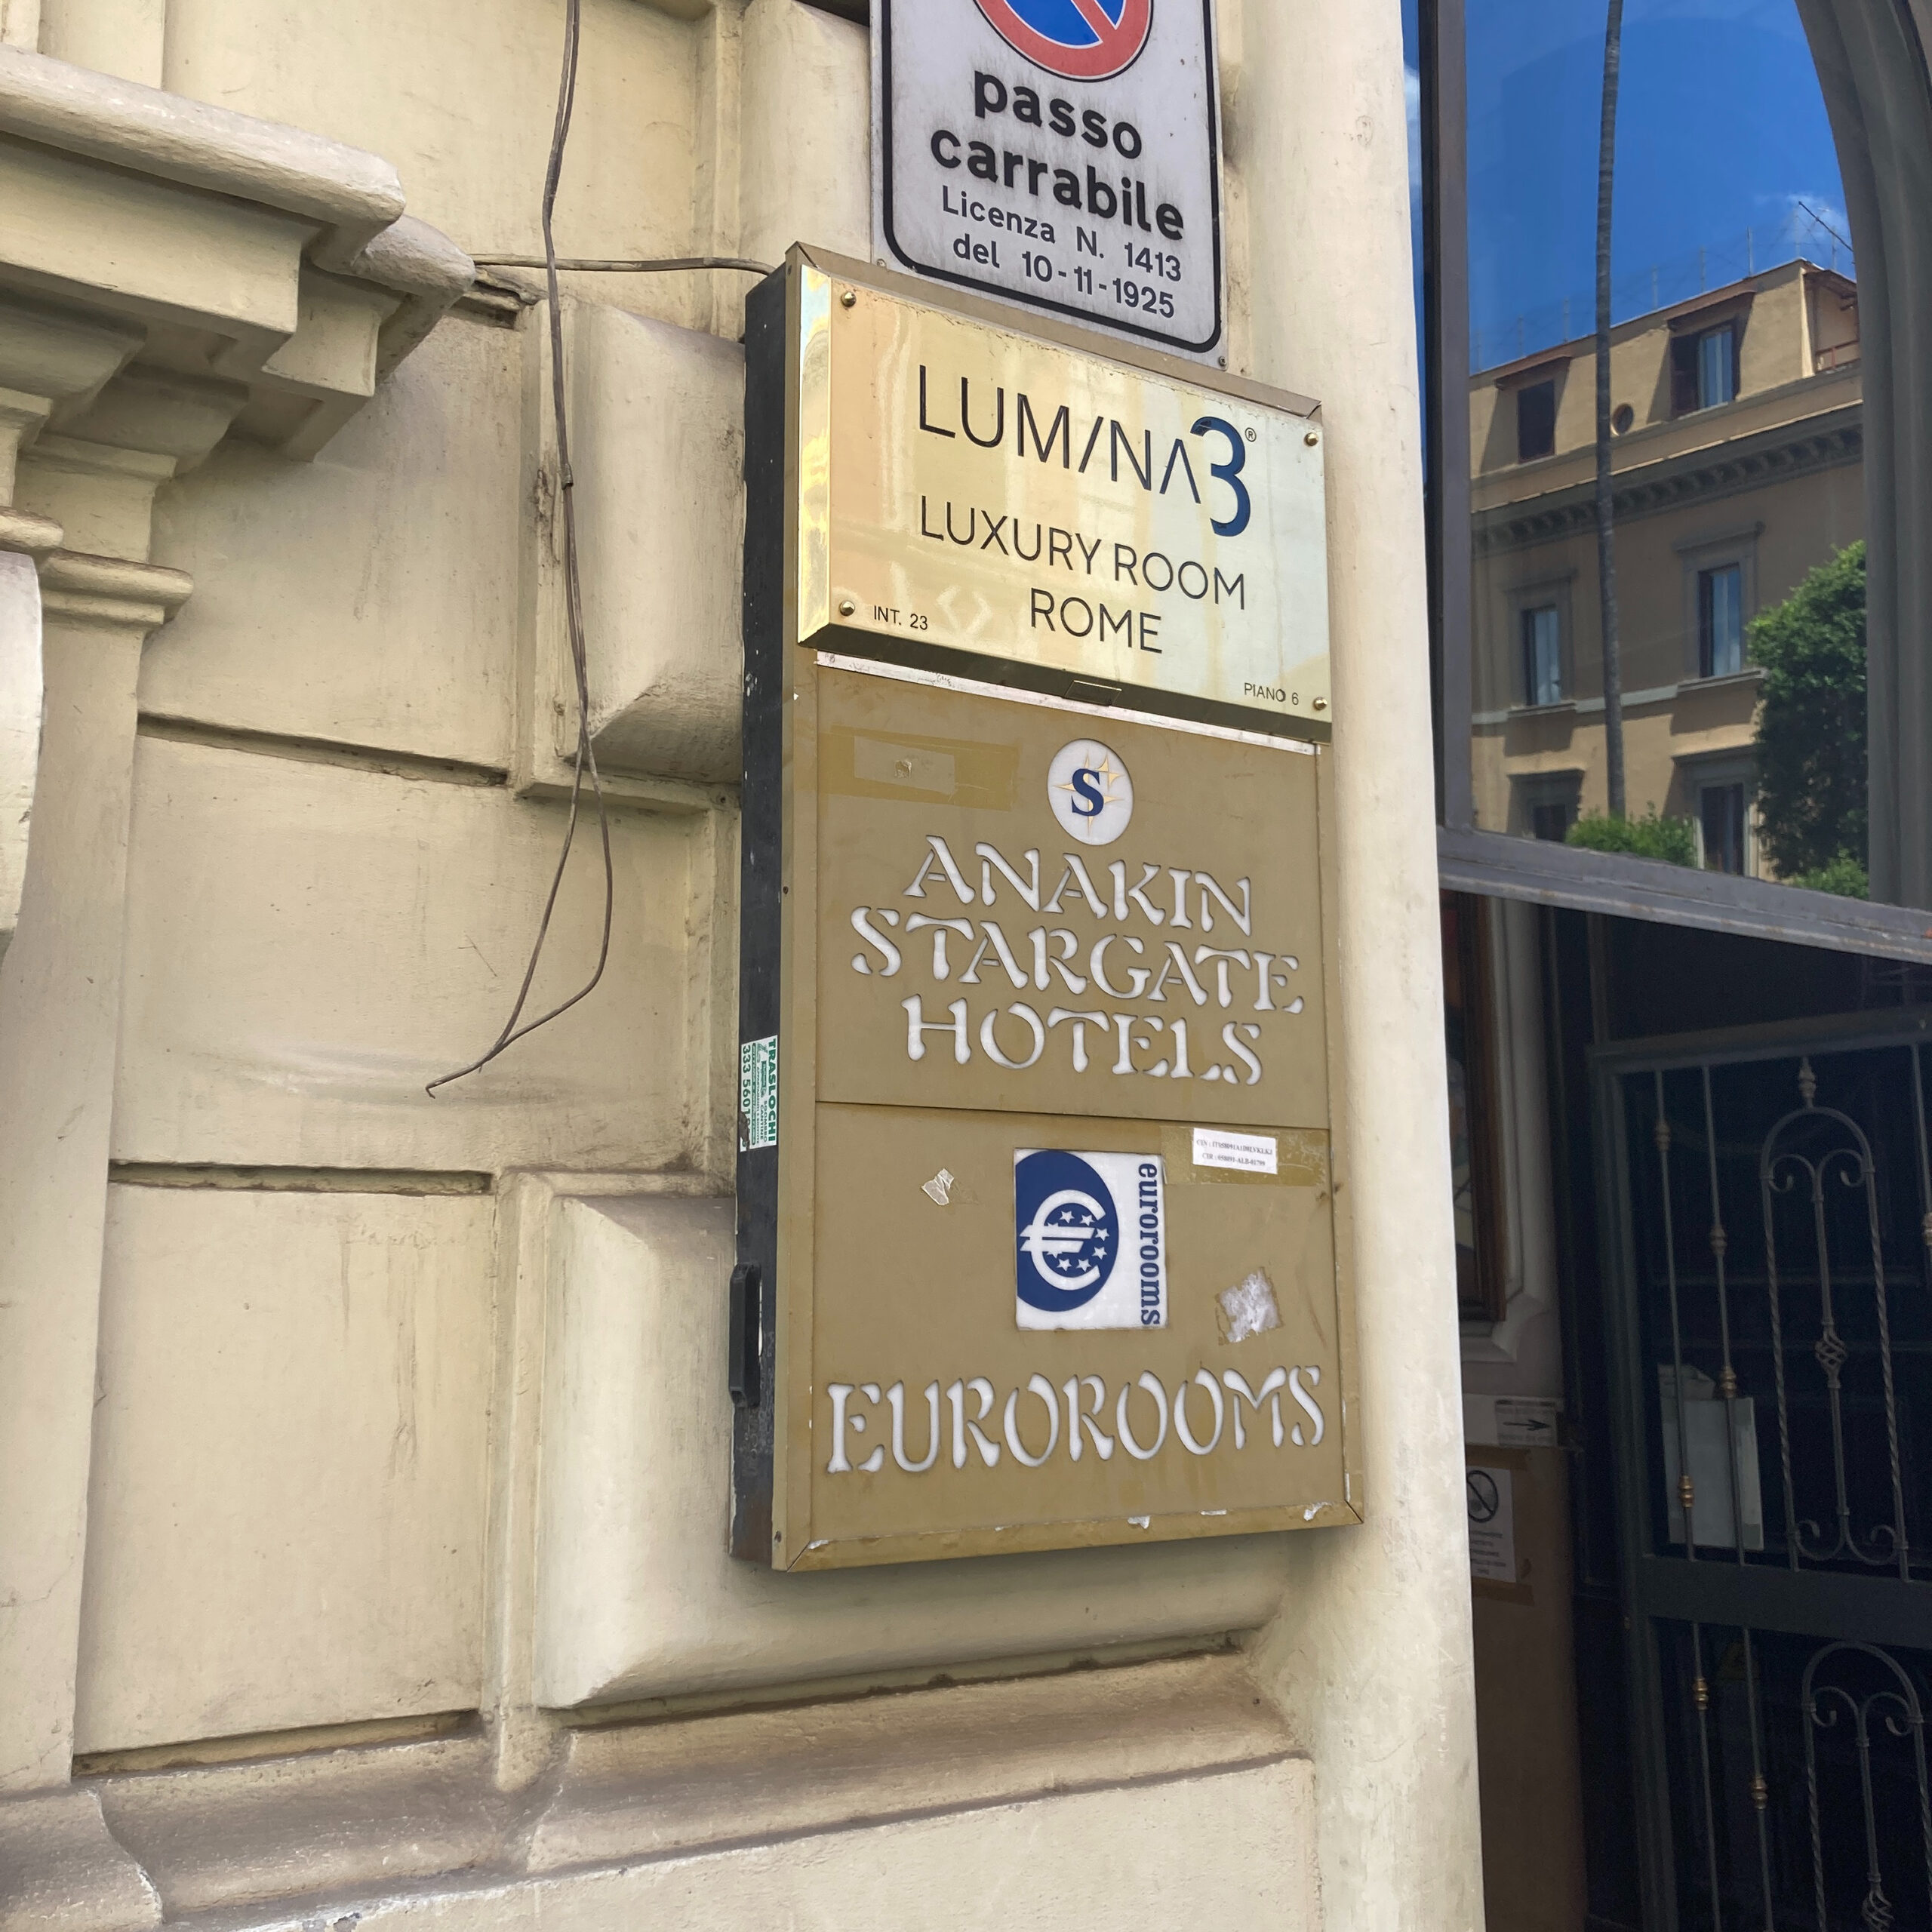 passo
carrabile
Licenza N. 1413
del 10-11-1925
LUMINA3®
LUXURY ROOM
ROME
INT. 23
PIANO 6
S
ANAKIN
STARGATE
HOTELS
TRASLOCHI
eurorooms
EUROROOMS